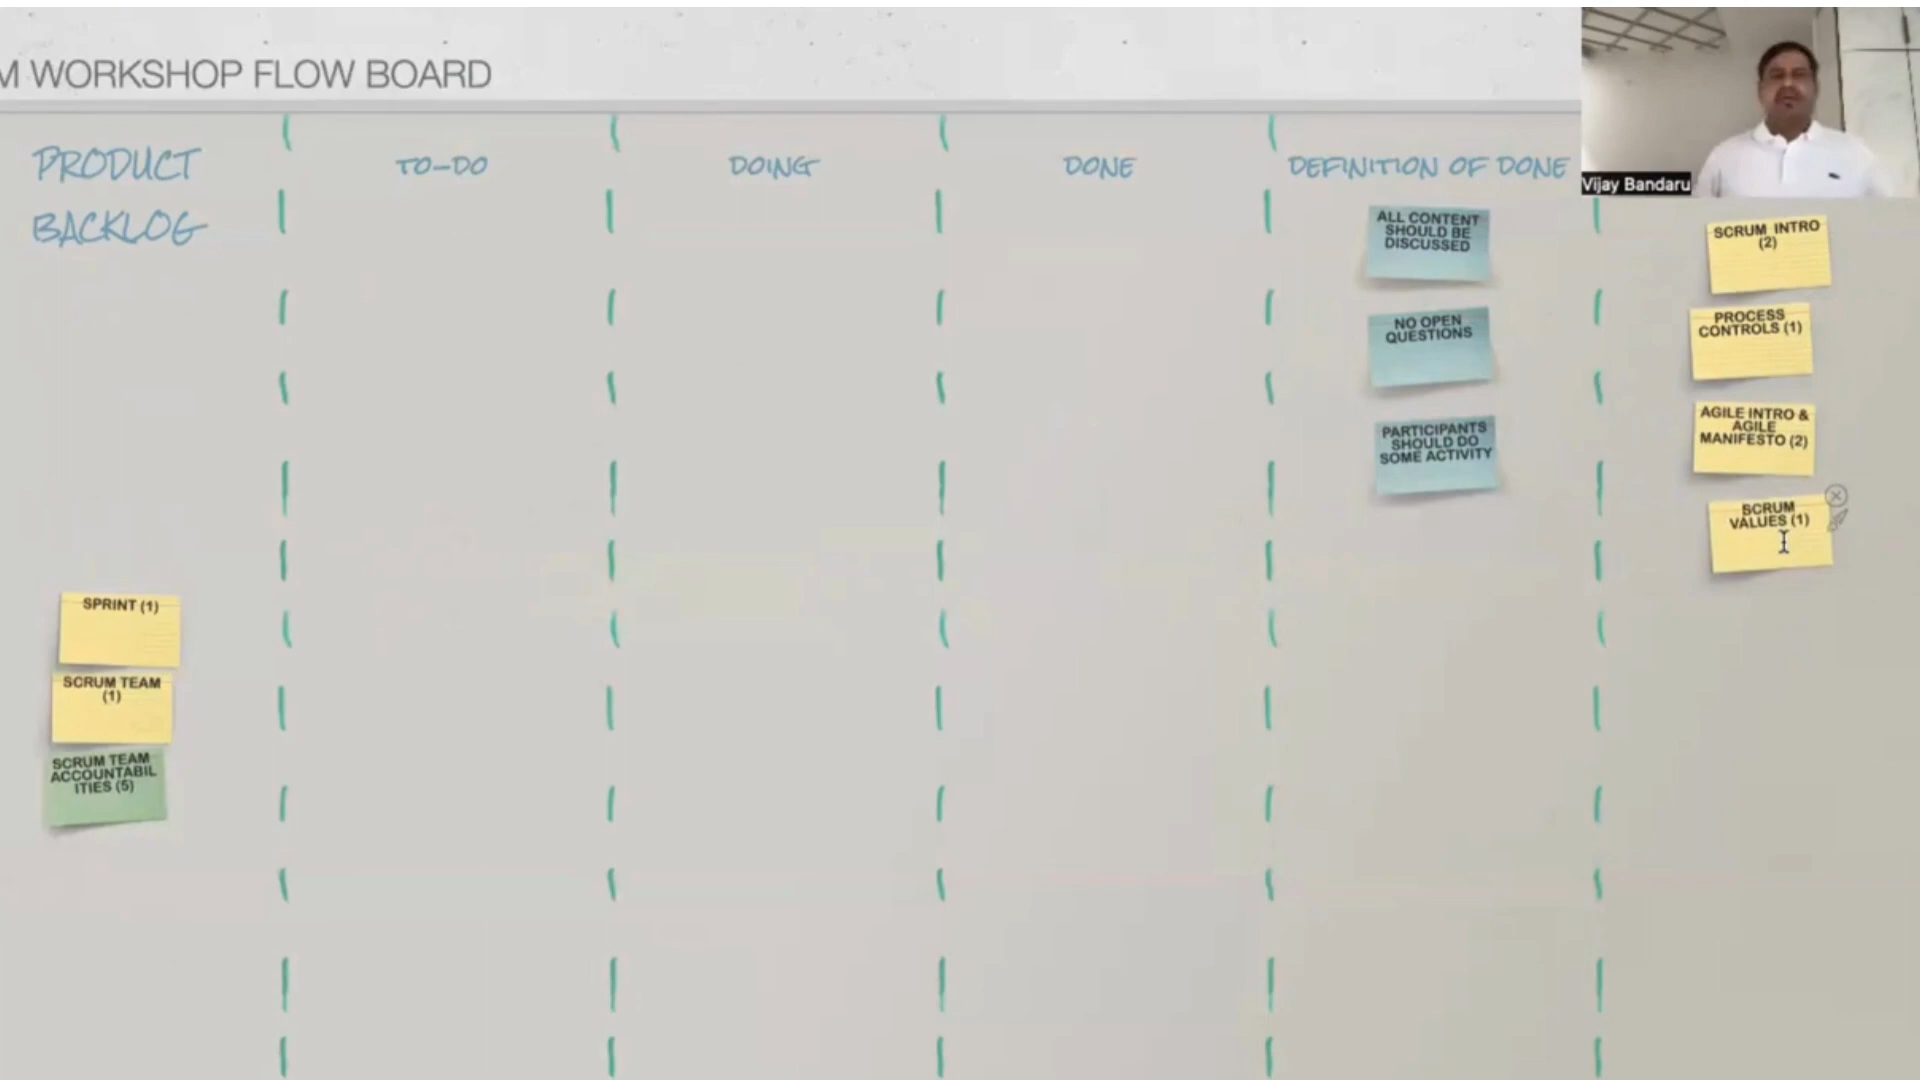 M WORKSHOP FLOW BOARD
Vijay Bandaru
PRODUCT
BACKLOG
TO-DO
DOING
DONE
DEFINITION OF DONE
SPRINT (1)
SCRUM TEAM
(1)
SCRUM TEAM
ACCOUNTABIL
ITIES (5)
ALL CONTENT
SHOULD BE
DISCUSSED
NO OPEN
QUESTIONS
PARTICIPANTS
SHOULD DO
SOME ACTIVITY
SCRUM INTRO
(2)
PROCESS
CONTROLS (1)
AGILE INTRO &
AGILE
MANIFESTO (2)
SCRUM
VALUES (1)